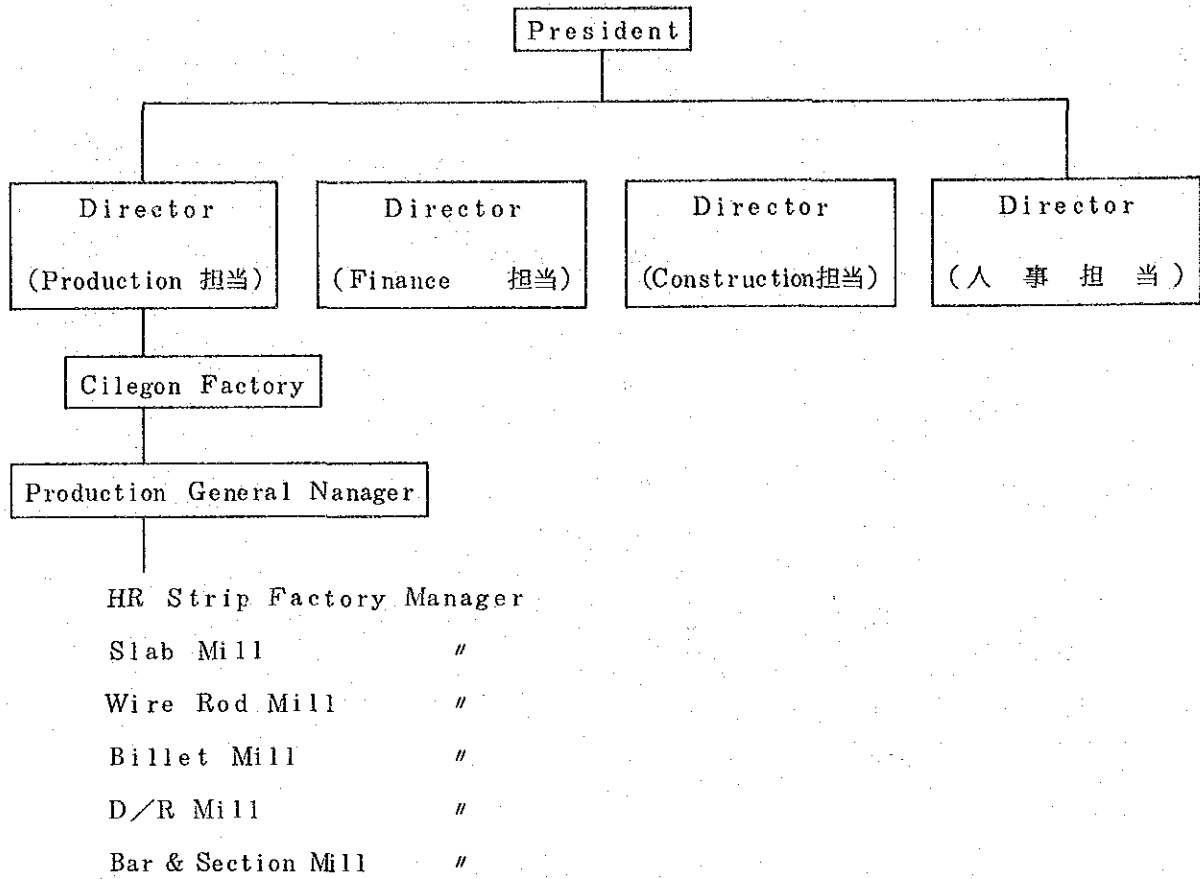 President
Director Director Director Director
(Production 担当) (Finance 担当) (Construction担当) (人事担当)
Cilegon Factory
Production General Nanager
HR Strip Factory Manager
Slab Mill 〃
Wire Rod Mill 〃
Billet Mill 〃
D／R Mill 〃
Bar & Section Mill 〃